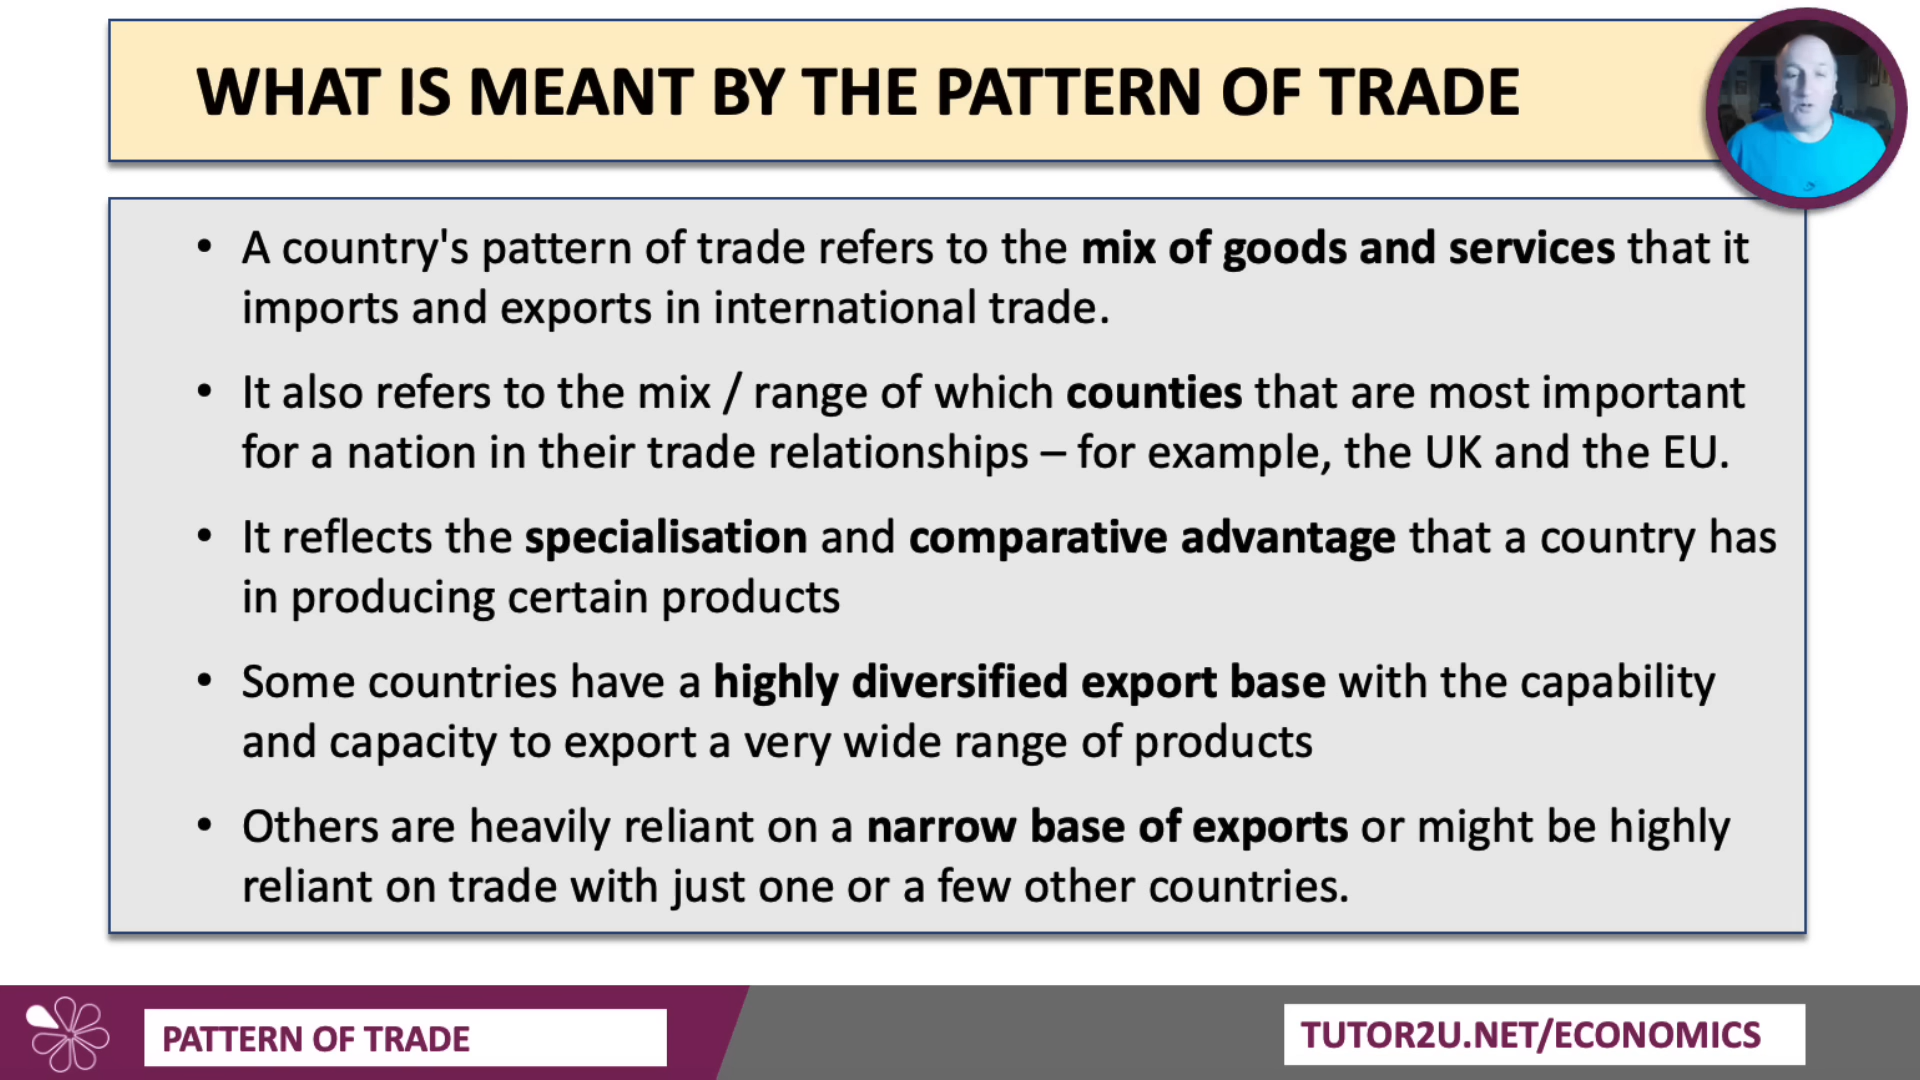 WHAT IS MEANT BY THE PATTERN OF TRADE
• A country's pattern of trade refers to the mix of goods and services that it
imports and exports in international trade.
• It also refers to the mix / range of which counties that are most important
for a nation in their trade relationships – for example, the UK and the EU.
• It reflects the specialisation and comparative advantage that a country has
in producing certain products
• Some countries have a highly diversified export base with the capability
and capacity to export a very wide range of products
• Others are heavily reliant on a narrow base of exports or might be highly
reliant on trade with just one or a few other countries.
PATTERN OF TRADE
TUTOR2U.NET/ECONOMICS